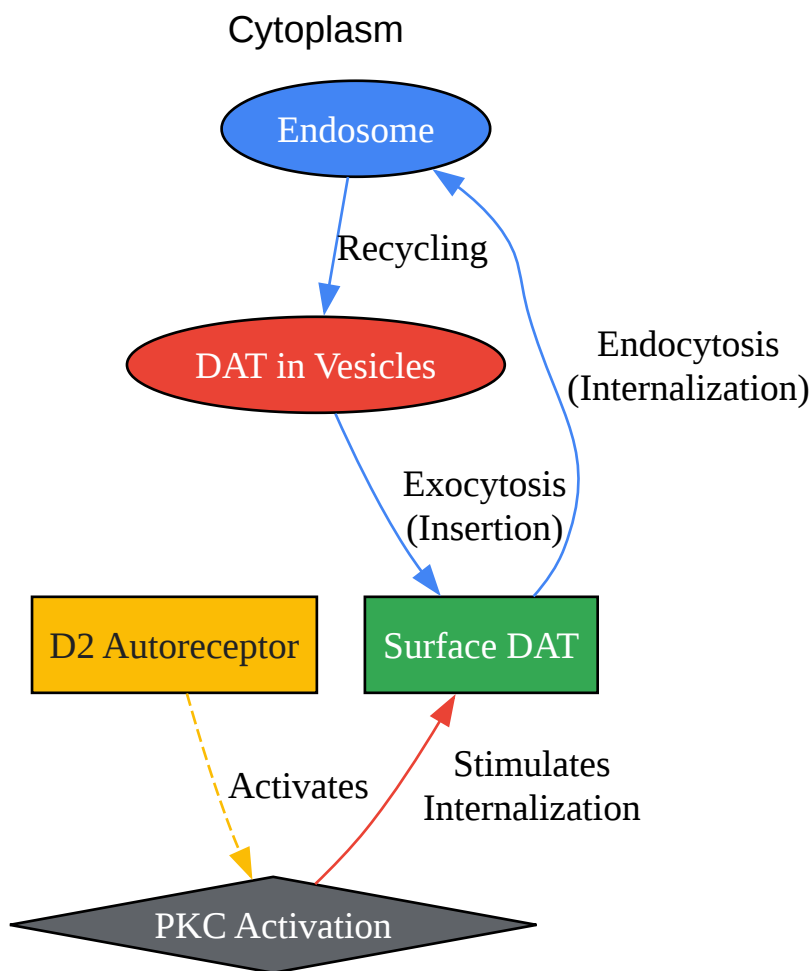 Cytoplasm
Endosome
Recycling
Endocytosis
(Internalization)
DAT in Vesicles
Exocytosis
(Insertion)
D2 Autoreceptor
Surface DAT
Activates
Stimulates
Internalization
PKC Activation